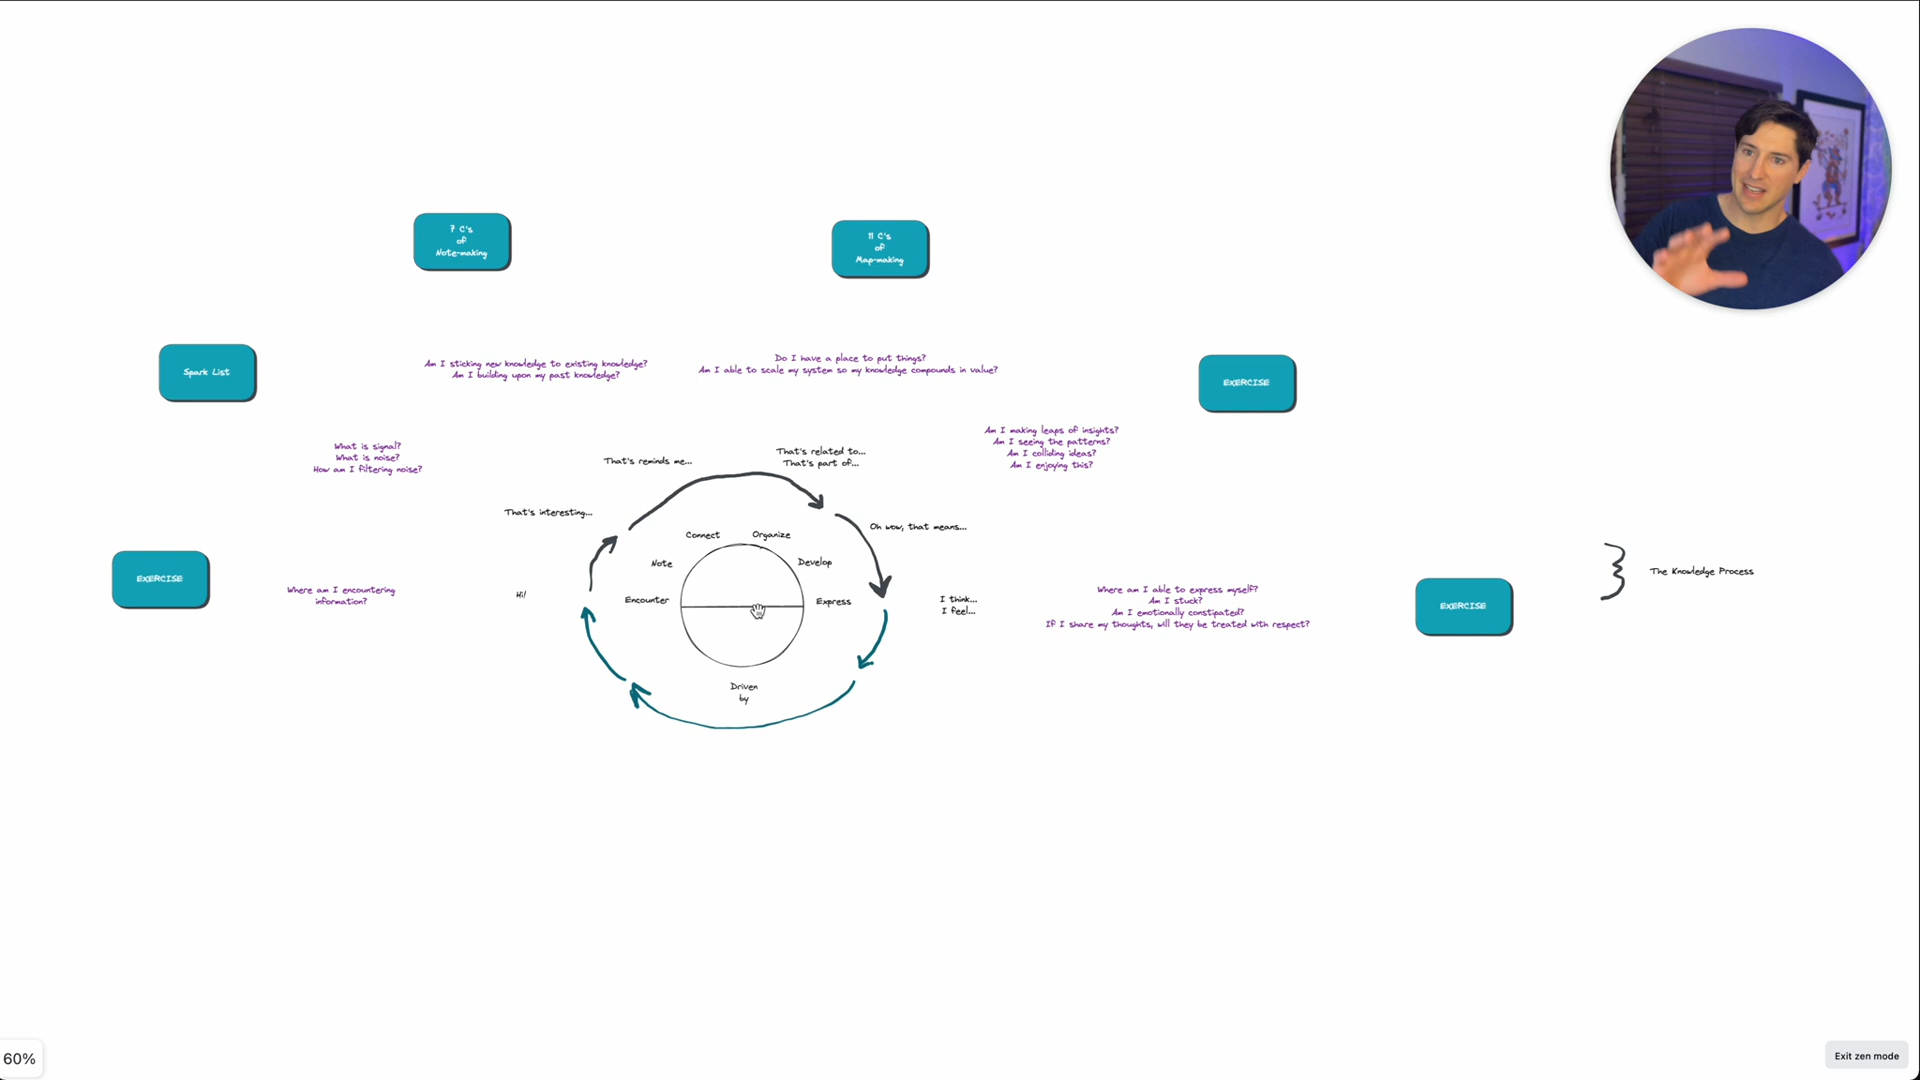 7 C's
of
Note-making
11 C's
of
Map-making
Spark List
Am I sticking new knowledge to existing knowledge?
Am I building upon my past knowledge?
Do I have a place to put things?
Am I able to scale my system so my knowledge compounds in value?
EXERCISE
What is signal?
What is noise?
How am I filtering noise?
Am I making leaps of insights?
Am I seeing the patterns?
Am I colliding ideas?
Am I enjoying this?
That's reminds me...
That's related to...
That's part of...
That's interesting...
Oh wow, that means...
Connect
Organize
Note
Develop
Encounter
Express
Driven
by
EXERCISE
Where am I encountering
information?
Hi!
I think...
I feel...
Where am I able to express myself?
Am I stuck?
Am I emotionally constipated?
If I share my thoughts, will they be treated with respect?
EXERCISE
The Knowledge Process
60%
Exit zen mode